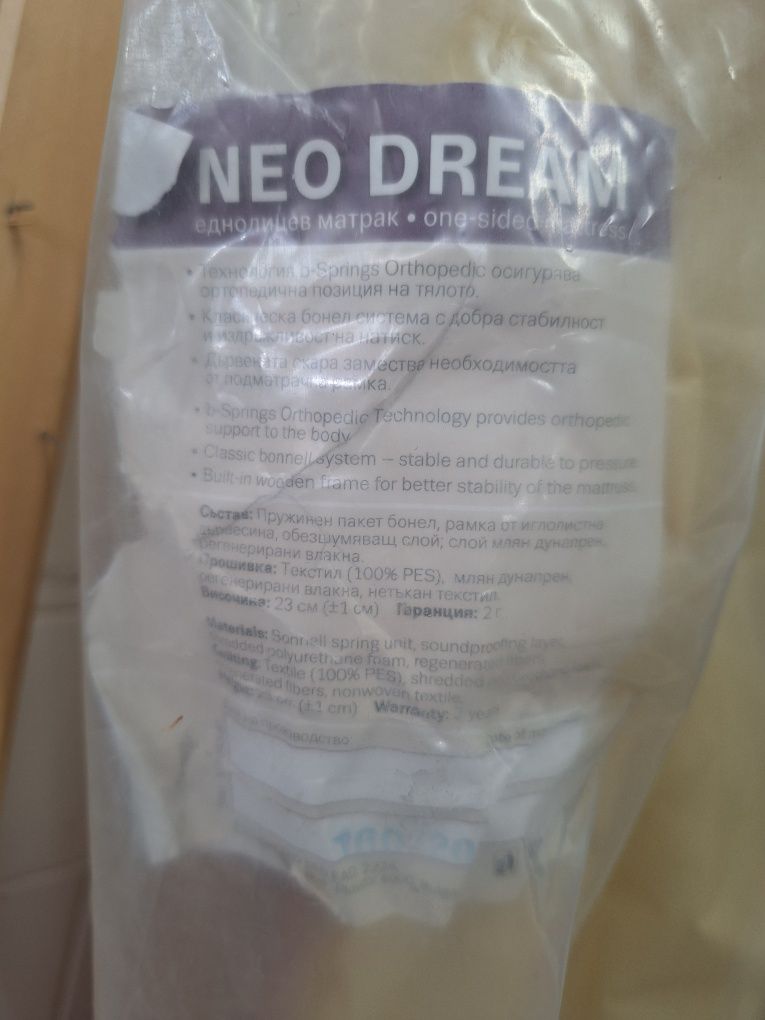 NEO DREAM
еднолицев матрак • one-sided mattress
• Технология b-Springs Orthopedic осигурява
ортопедична позиция на тялото.
• Класическа бонел система с добра стабилност
и издръжливост на натиск.
• Дървената скара замества необходимостта
от подматрачна рамка.
• b-Springs Orthopedic Technology provides orthopedic
support to the body
• Classic bonnell system – stable and durable to pressure
• Built-in wooden frame for better stability of the mattress
Състав: Пружинен пакет бонел, рамка от иглолистна
дървесина, обезшумяващ слой; слой млян дунапрен,
регенерирани влакна.
Прошивка: Текстил (100% PES), млян дунапрен,
регенерирани влакна, нетъкан текстил.
Височина: 23 см (±1 см) Гаранция: 2 г
Materials: Bonnell spring unit, soundproofing layer,
shredded polyurethane foam, regenerated fibers
Textile (100% PES), shredded
regenerated fibers, nonwoven textile.
(±1 cm) Warranty: 2 year
производство: